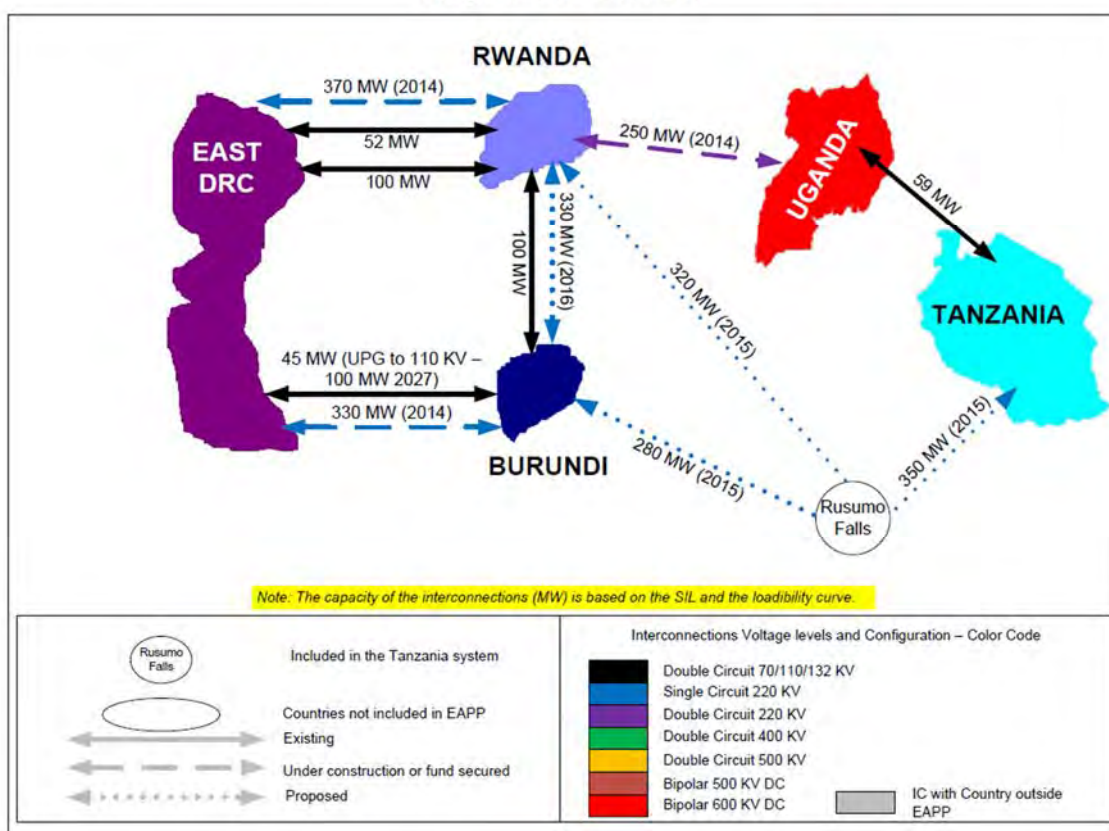 RWANDA
370 MW (2014)
52 MW
100 MW
EAST
DRC
250 MW (2014)
UGANDA
59 MW
100 MW
330 MW (2016)
320 MW (2015)
TANZANIA
45 MW (UPG to 110 KV –
100 MW 2027)
330 MW (2014)
BURUNDI
280 MW (2015)
350 MW (2015)
Rusumo
Falls
Note: The capacity of the interconnections (MW) is based on the SIL and the loadibility curve.
Rusumo
Falls
Included in the Tanzania system
Countries not included in EAPP
Existing
Under construction or fund secured
Proposed
Interconnections Voltage levels and Configuration – Color Code
Double Circuit 70/110/132 KV
Single Circuit 220 KV
Double Circuit 220 KV
Double Circuit 400 KV
Double Circuit 500 KV
Bipolar 500 KV DC
Bipolar 600 KV DC
IC with Country outside
EAPP